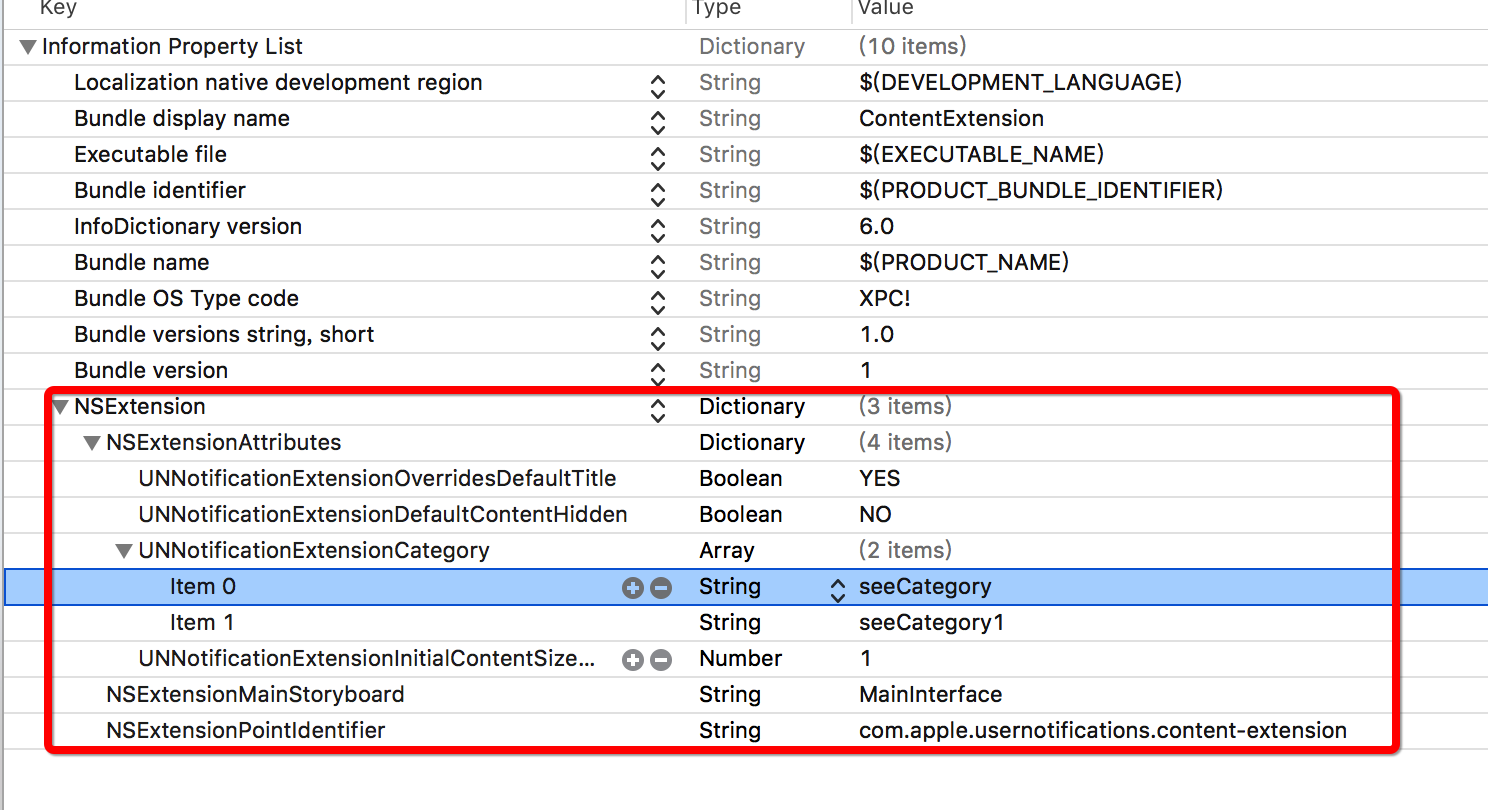 Key Type Value
Information Property List Dictionary (10 items)
Localization native development region String $(DEVELOPMENT_LANGUAGE)
Bundle display name String ContentExtension
Executable file String $(EXECUTABLE_NAME)
Bundle identifier String $(PRODUCT_BUNDLE_IDENTIFIER)
InfoDictionary version String 6.0
Bundle name String $(PRODUCT_NAME)
Bundle OS Type code String XPC!
Bundle versions string, short String 1.0
Bundle version String 1
NSExtension Dictionary (3 items)
NSExtensionAttributes Dictionary (4 items)
UNNotificationExtensionOverridesDefaultTitle Boolean YES
UNNotificationExtensionDefaultContentHidden Boolean NO
UNNotificationExtensionCategory Array (2 items)
Item 0 String seeCategory
Item 1 String seeCategory1
UNNotificationExtensionInitialContentSize... Number 1
NSExtensionMainStoryboard String MainInterface
NSExtensionPointIdentifier String com.apple.usernotifications.content-extension